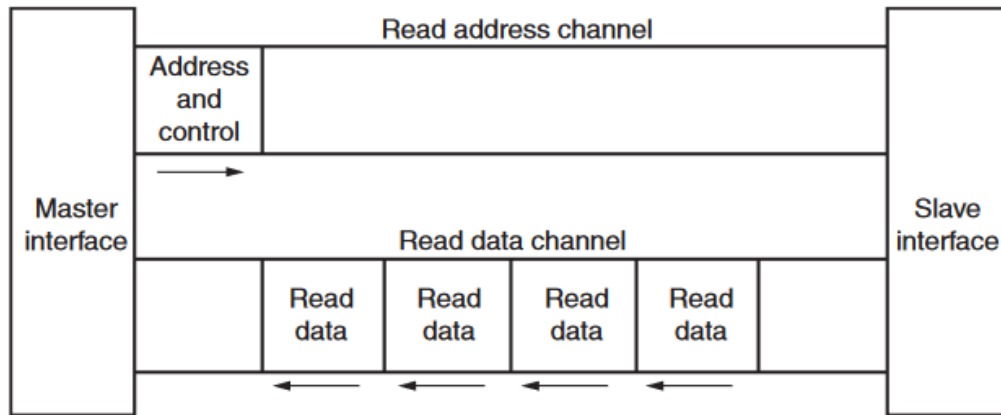 Read address channel
Address
and
control
Master
interface
Slave
interface
Read data channel
Read
data
Read
data
Read
data
Read
data